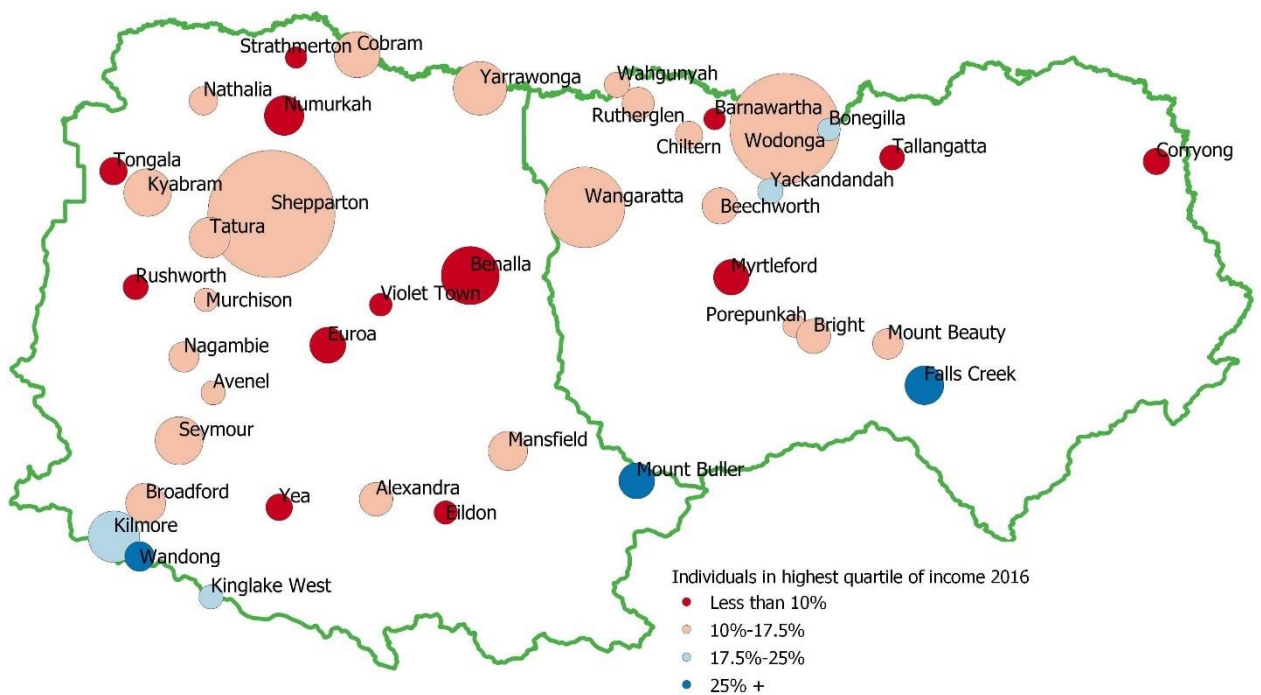 Strathmerton
Cobram
Nathalia
Numurkah
Yarrawonga
Wahgunyah
Rutherglen
Barnawartha
Chiltern
Wodonga
Bonegilla
Tallangatta
Corryong
Tongala
Kyabram
Shepparton
Tatura
Wangaratta
Yackandandah
Beechworth
Rushworth
Murchison
Violet Town
Benalla
Myrtleford
Euroa
Porepunkah
Bright
Mount Beauty
Nagambie
Avenel
Falls Creek
Seymour
Mansfield
Mount Buller
Broadford
Yea
Alexandra
Eildon
Kilmore
Wandong
Kinglake West
Individuals in highest quartile of income 2016
Less than 10%
10%-17.5%
17.5%-25%
25% +